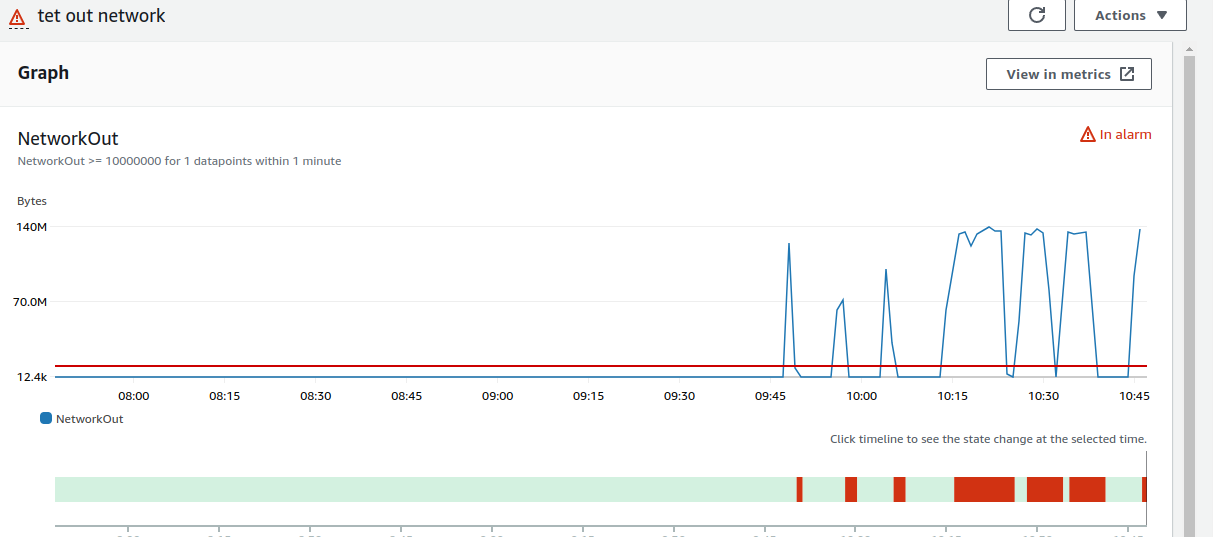 tet out network
Actions
Graph
View in metrics
NetworkOut
In alarm
NetworkOut >= 10000000 for 1 datapoints within 1 minute
Bytes
140M
70.0M
12.4k
08:00 08:15 08:30 08:45 09:00 09:15 09:30 09:45 10:00 10:15 10:30 10:45
NetworkOut
Click timeline to see the state change at the selected time.